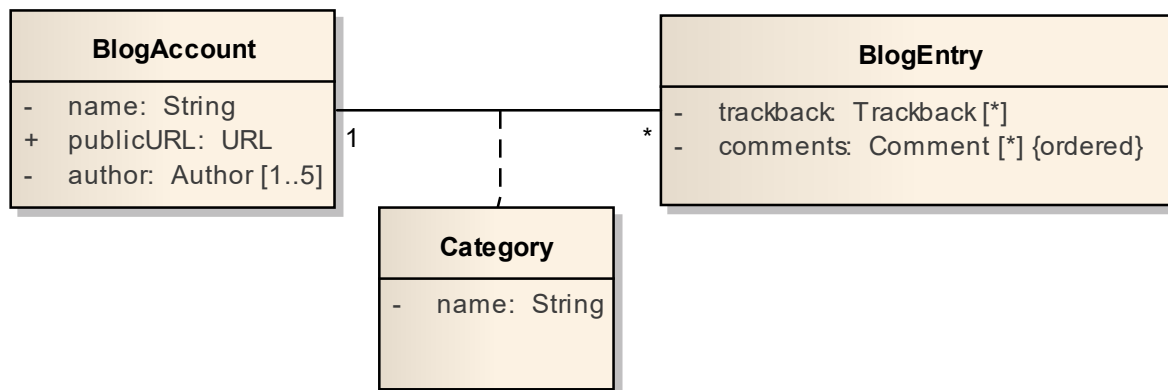 BlogAccount
- name: String
+ publicURL: URL
- author: Author [1..5]
1
*
BlogEntry
- trackback: Trackback [*]
- comments: Comment [*] {ordered}
Category
- name: String